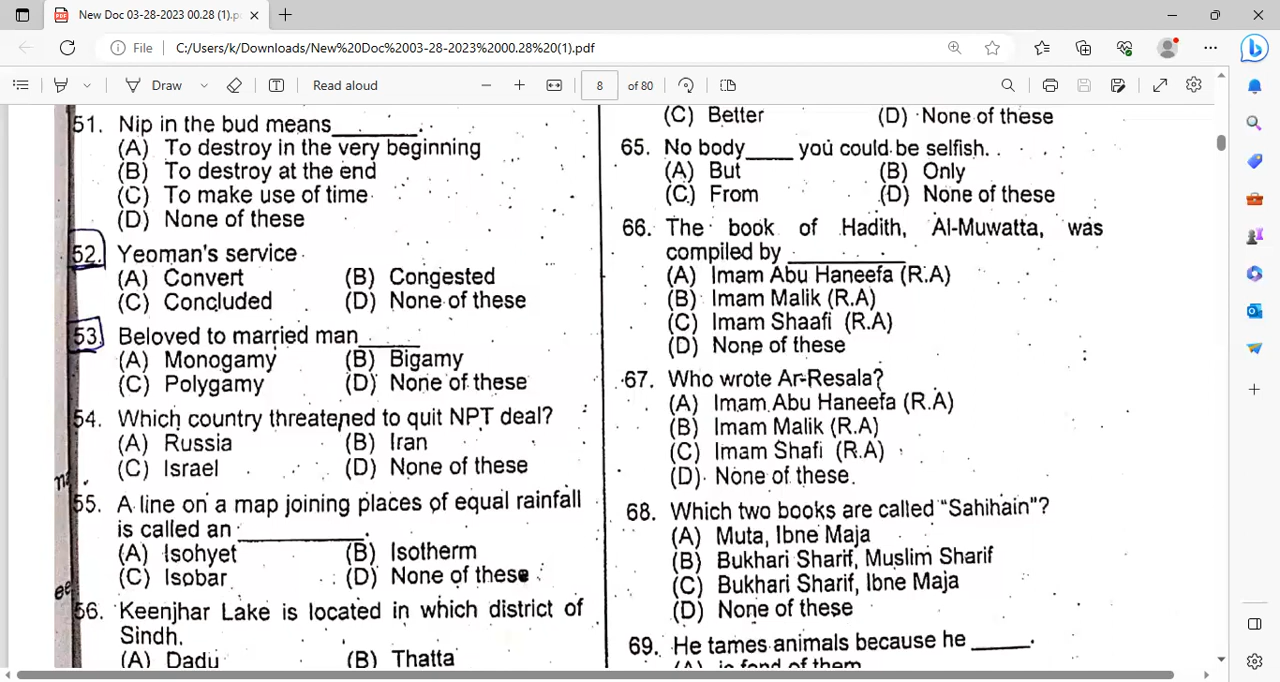 New Doc 03-28-2023 00.28 (1).p
File
C:/Users/k/Downloads/New%20Doc%2003-28-2023%2000.28%20(1).pdf
Draw
Read aloud
8
of 80
51. Nip in the bud means________.
(A) To destroy in the very beginning
(B) To destroy at the end
(C) To make use of time
(D) None of these
52. Yeoman's service
(A) Convert (B) Congested
(C) Concluded (D) None of these
53. Beloved to married man______
(A) Monogamy (B) Bigamy
(C) Polygamy (D) None of these
54. Which country threatened to quit NPT deal?
(A) Russia (B) Iran
(C) Israel (D) None of these
55. A line on a map joining places of equal rainfall
is called an ____________.
(A) Isohyet (B) Isotherm
(C) Isobar (D) None of these
56. Keenjhar Lake is located in which district of
Sindh.
(A) Dadu (B) Thatta
(C) Better (D) None of these
65. No body____ you could be selfish.
(A) But (B) Only
(C) From (D) None of these
66. The book of Hadith, Al-Muwatta, was
compiled by ___________
(A) Imam Abu Haneefa (R.A)
(B) Imam Malik (R.A)
(C) Imam Shaafi (R.A)
(D) None of these
67. Who wrote Ar-Resala?
(A) Imam Abu Haneefa (R.A)
(B) Imam Malik (R.A)
(C) Imam Shafi (R.A)
(D) None of these.
68. Which two books are called "Sahihain"?
(A) Muta, Ibne Maja
(B) Bukhari Sharif, Muslim Sharif
(C) Bukhari Sharif, Ibne Maja
(D) None of these
69. He tames animals because he _____.
(A) is fond of them